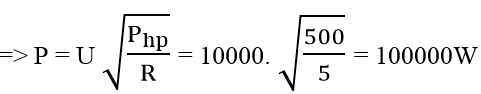 => P = U √(P_hp/R) = 10000. √(500/5) = 100000W